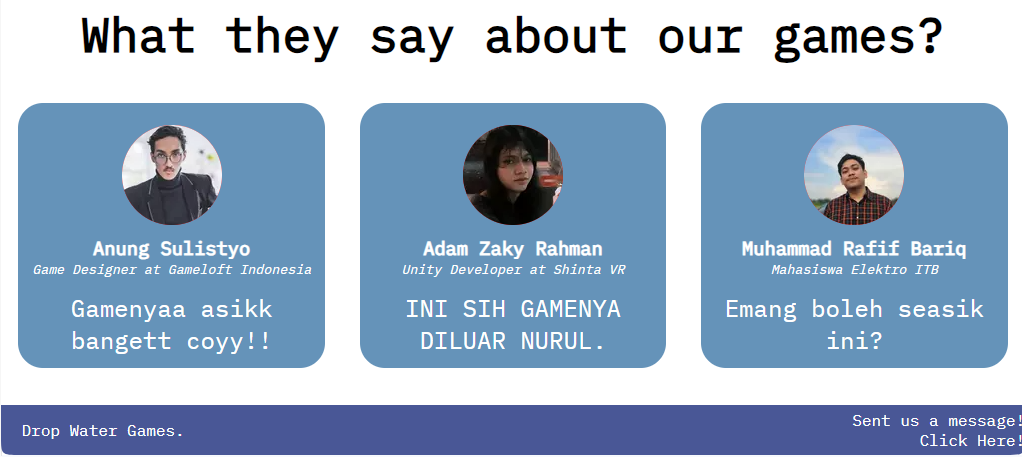 What they say about our games?
Anung Sulistyo
Game Designer at Gameloft Indonesia
Gamenyaa asikk
bangett coyy!!
Adam Zaky Rahman
Unity Developer at Shinta VR
INI SIH GAMENYA
DILUAR NURUL.
Muhammad Rafif Bariq
Mahasiswa Elektro ITB
Emang boleh seasik
ini?
Drop Water Games.
Sent us a message!
Click Here!